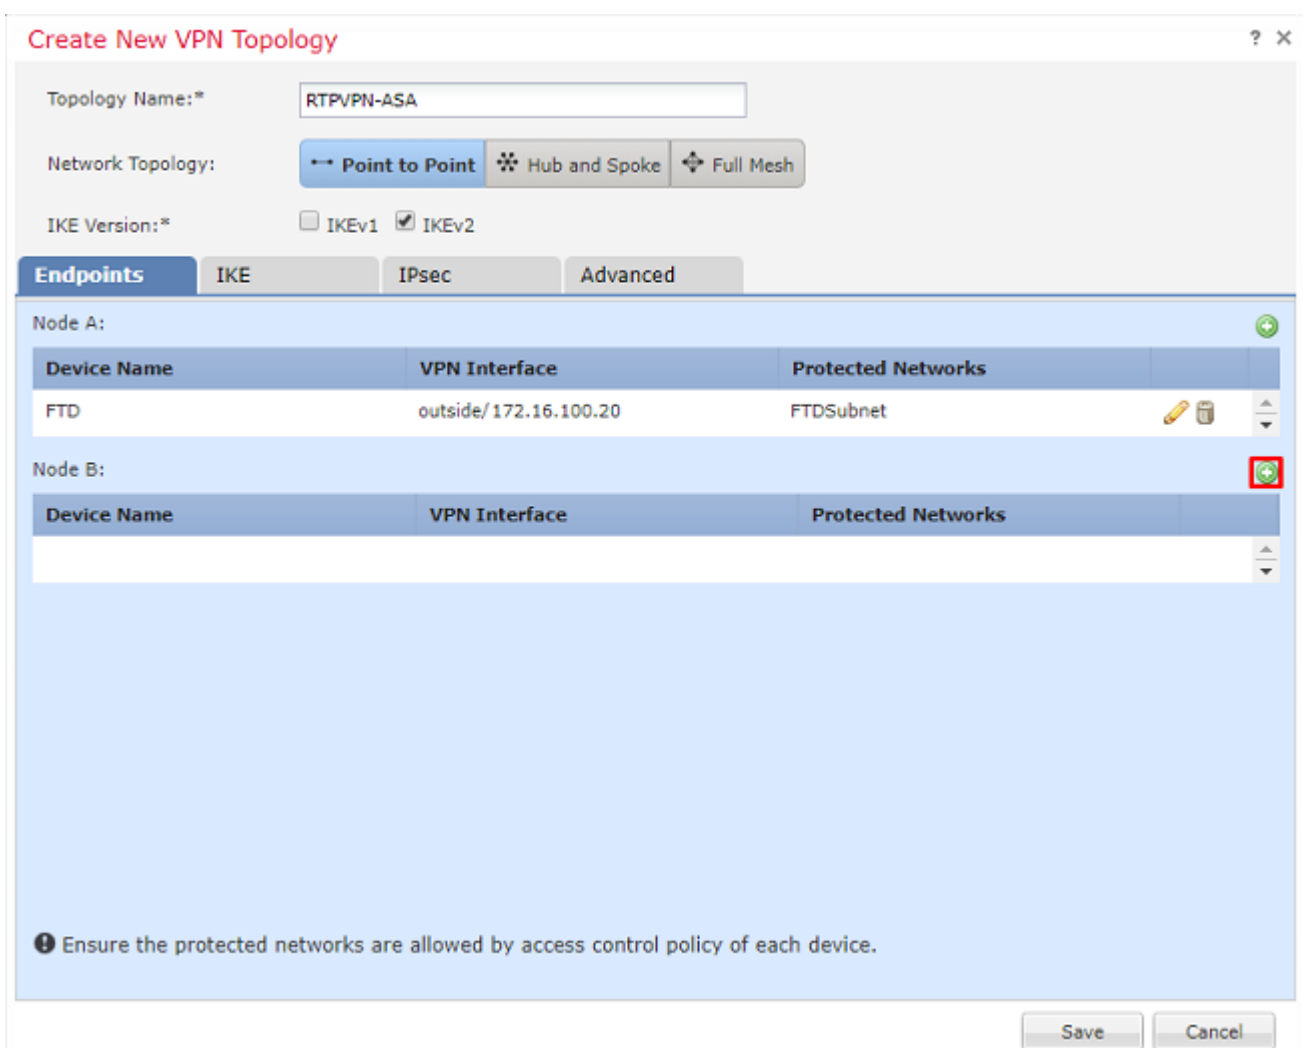 Create New VPN Topology ? ×
Topology Name:* RTPVPN-ASA
Network Topology: Point to Point Hub and Spoke Full Mesh
IKE Version:* IKEv1 IKEv2
Endpoints IKE IPsec Advanced
Node A:
Device Name VPN Interface Protected Networks
FTD outside/172.16.100.20 FTDSubnet
Node B:
Device Name VPN Interface Protected Networks
Ensure the protected networks are allowed by access control policy of each device.
Save Cancel